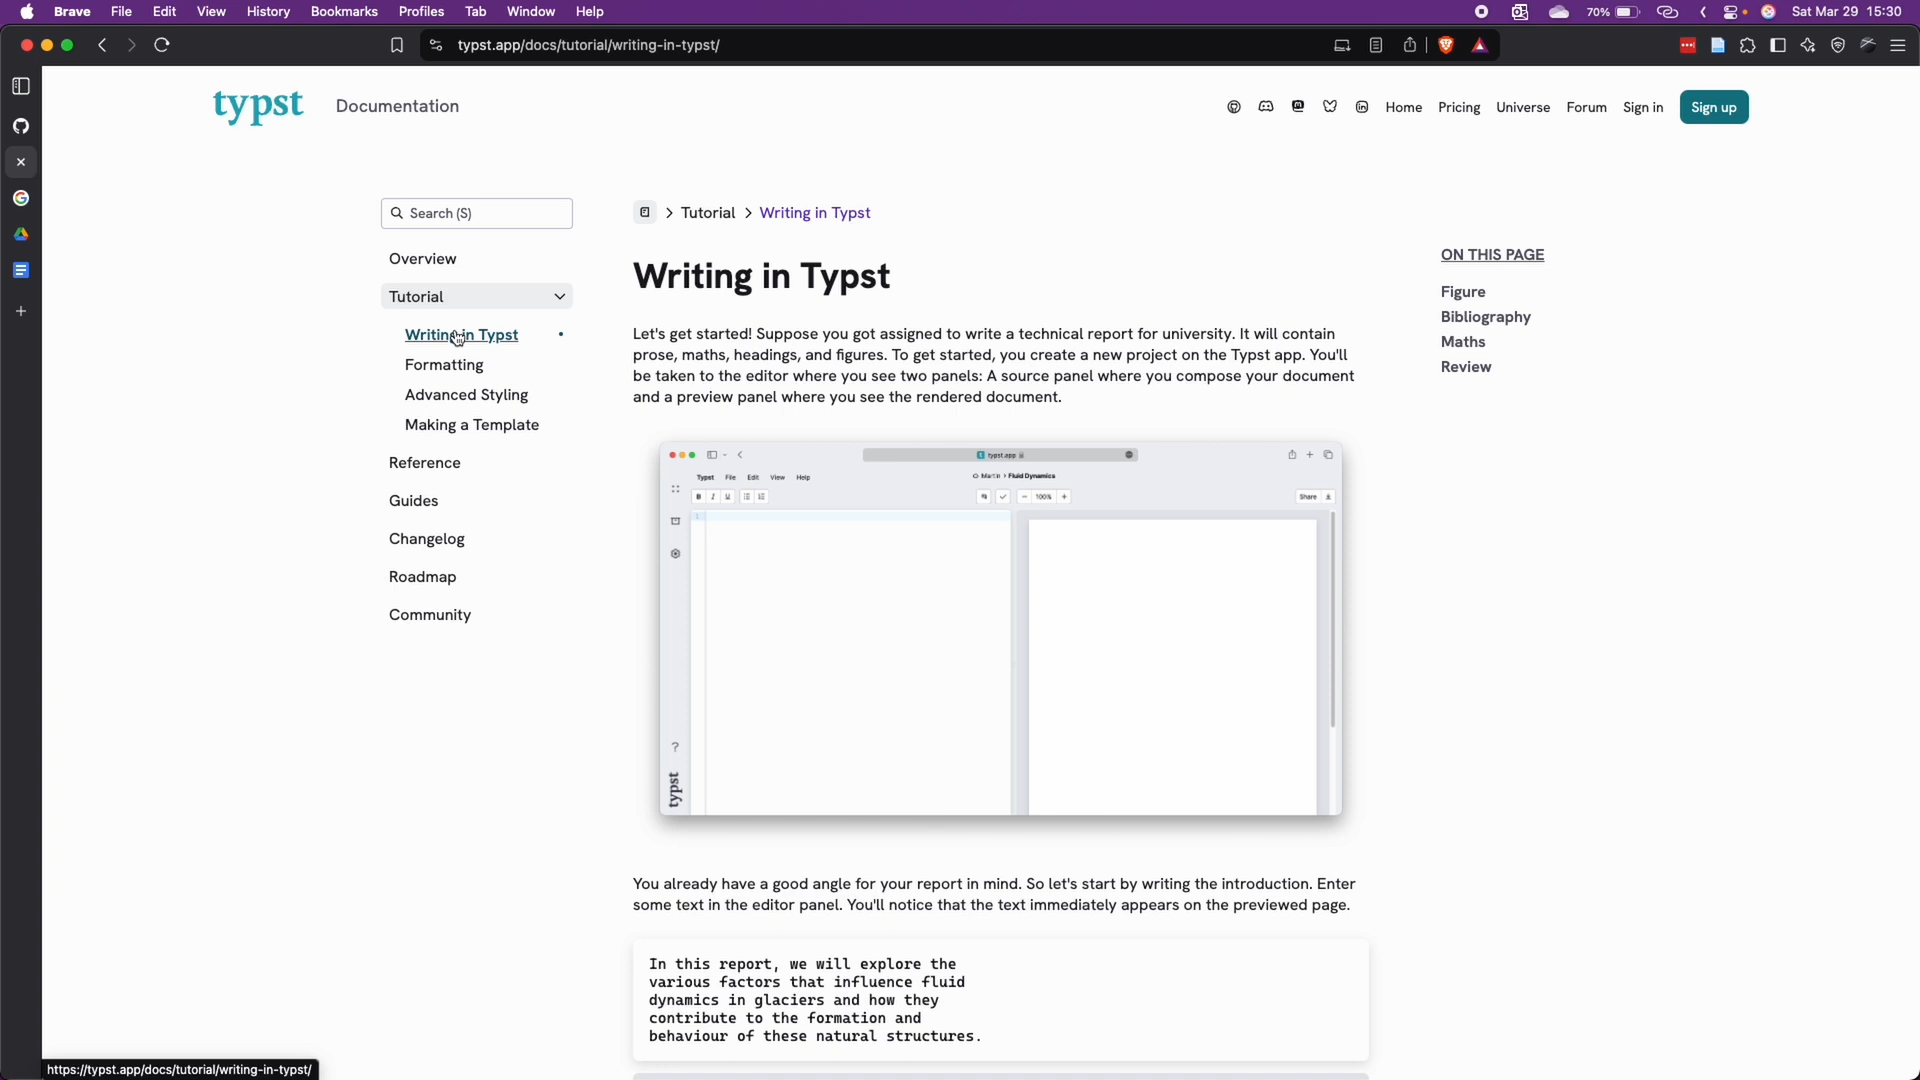 Brave File Edit View History Bookmarks Profiles Tab Window Help 70% Sat Mar 29 15:30
typst.app/docs/tutorial/writing-in-typst/
typst Documentation Home Pricing Universe Forum Sign in Sign up
Search (S)
Overview
Tutorial
Writing in Typst
Formatting
Advanced Styling
Making a Template
Reference
Guides
Changelog
Roadmap
Community
> Tutorial > Writing in Typst
Writing in Typst
Let's get started! Suppose you got assigned to write a technical report for university. It will contain
prose, maths, headings, and figures. To get started, you create a new project on the Typst app. You'll
be taken to the editor where you see two panels: A source panel where you compose your document
and a preview panel where you see the rendered document.
typst.app
Typst File Edit View Help Martin > Fluid Dynamics
B I U 100% Share
1
?
typst
You already have a good angle for your report in mind. So let's start by writing the introduction. Enter
some text in the editor panel. You'll notice that the text immediately appears on the previewed page.
In this report, we will explore the
various factors that influence fluid
dynamics in glaciers and how they
contribute to the formation and
behaviour of these natural structures.
ON THIS PAGE
Figure
Bibliography
Maths
Review
https://typst.app/docs/tutorial/writing-in-typst/